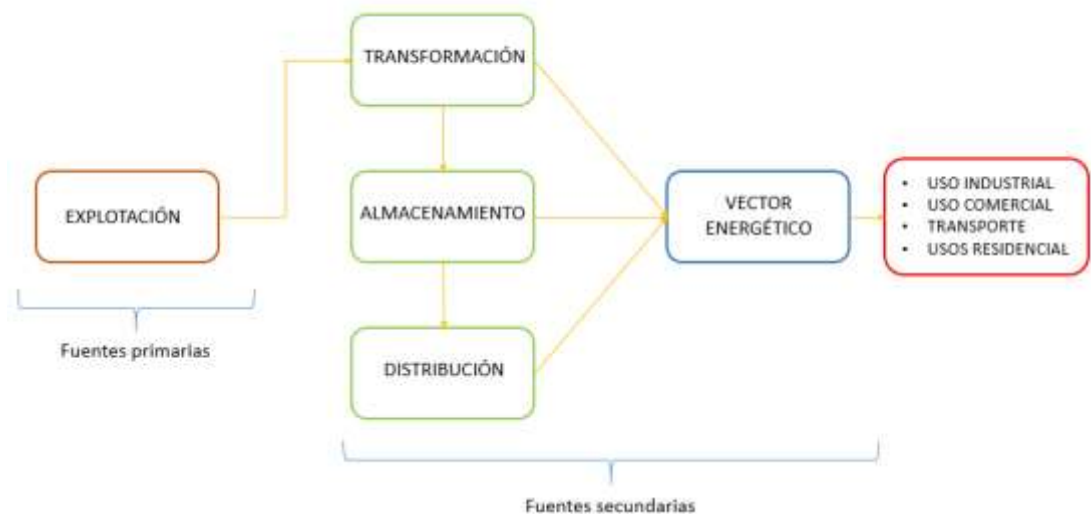 TRANSFORMACIÓN
EXPLOTACIÓN
ALMACENAMIENTO
VECTOR
ENERGÉTICO
• USO INDUSTRIAL
• USO COMERCIAL
• TRANSPORTE
• USOS RESIDENCIAL
Fuentes primarias
DISTRIBUCIÓN
Fuentes secundarias